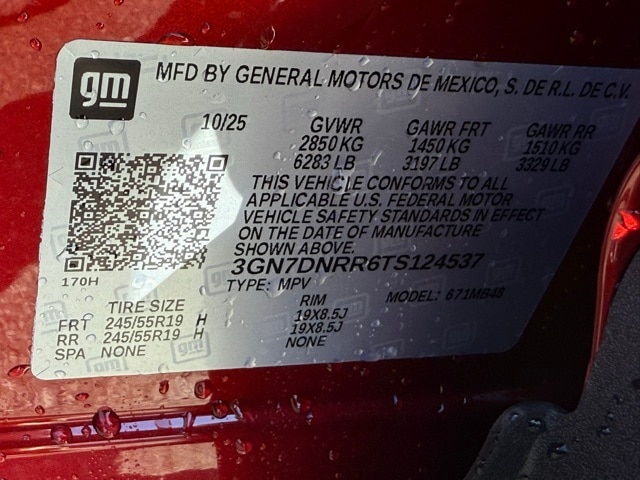 gm
MFD BY GENERAL MOTORS DE MEXICO, S. DE R.L. DE C.V.
10/25 GVWR GAWR FRT GAWR RR
2850 KG 1450 KG 1510 KG
6283 LB 3197 LB 3329 LB
THIS VEHICLE CONFORMS TO ALL
APPLICABLE U.S. FEDERAL MOTOR
VEHICLE SAFETY STANDARDS IN EFFECT
ON THE DATE OF MANUFACTURE
SHOWN ABOVE.
3GN7DNRR6TS124537
170H
TYPE: MPV MODEL: 671MB48
TIRE SIZE RIM
FRT 245/55R19 H 19X8.5J
RR 245/55R19 H 19X8.5J
SPA NONE NONE